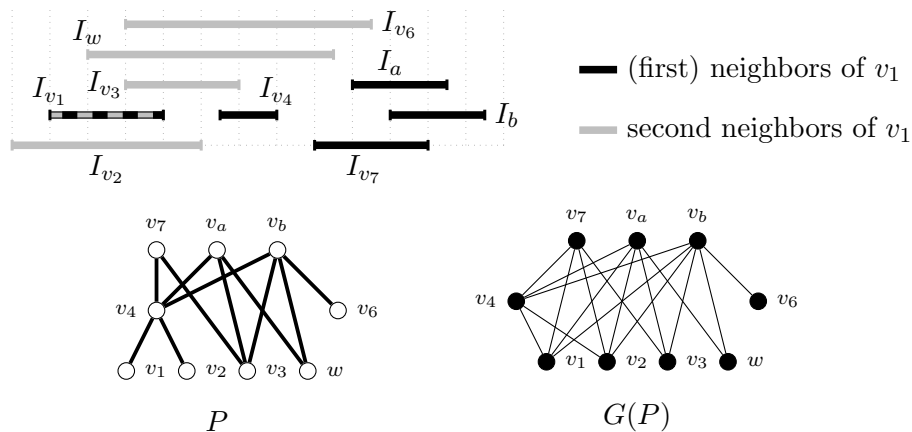 I_{v_6}
I_w
I_a
I_{v_3}
I_{v_1}
I_{v_4}
I_b
I_{v_2}
I_{v_7}
(first) neighbors of v_1
second neighbors of v_1
v_7 v_a v_b
v_4 v_6
v_1 v_2 v_3 w
P
v_7 v_a v_b
v_4 v_6
v_1 v_2 v_3 w
G(P)